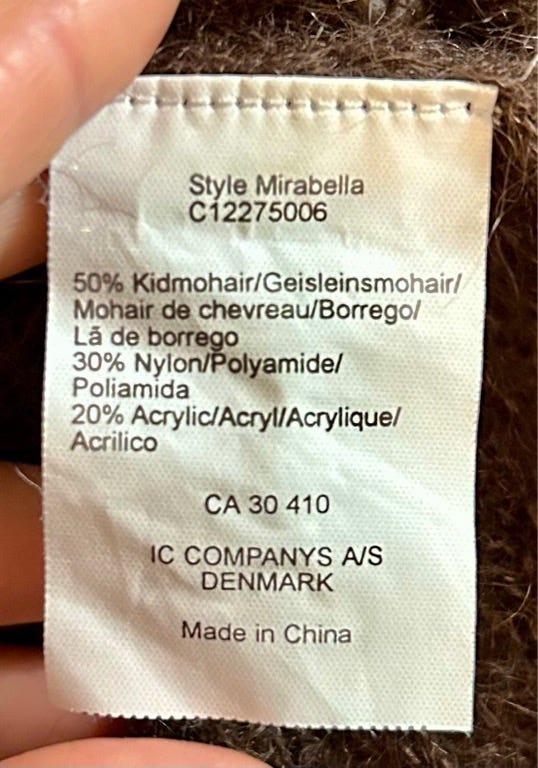 Style Mirabella
C12275006
50% Kidmohair/Geisleinsmohair/
Mohair de chevreau/Borrego/
Lã de borrego
30% Nylon/Polyamide/
Poliamida
20% Acrylic/Acryl/Acrylique/
Acrilico
CA 30 410
IC COMPANYS A/S
DENMARK
Made in China